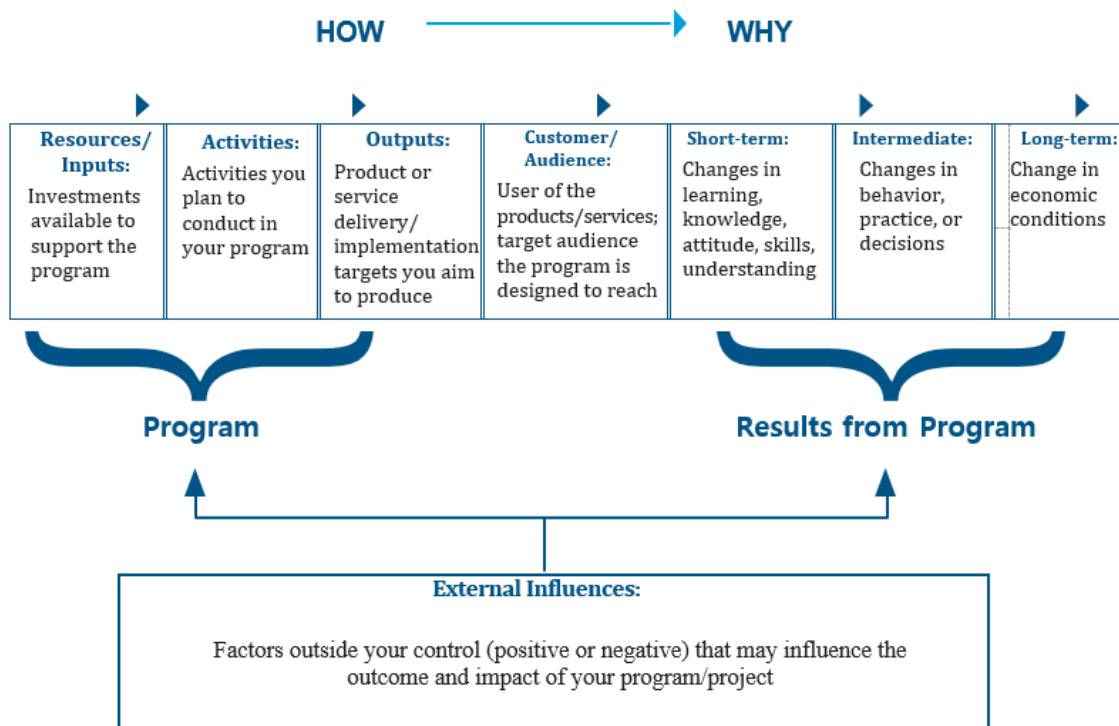 HOW
WHY
Resources/
Inputs:
Investments
available to
support the
program
Activities:
Activities you
plan to
conduct in
your program
Outputs:
Product or
service
delivery/
implementation
targets you aim
to produce
Customer/
Audience:
User of the
products/services;
target audience
the program is
designed to reach
Short-term:
Changes in
learning,
knowledge,
attitude, skills,
understanding
Intermediate:
Changes in
behavior,
practice, or
decisions
Long-term:
Change in
economic
conditions
Program
Results from Program
External Influences:
Factors outside your control (positive or negative) that may influence the
outcome and impact of your program/project